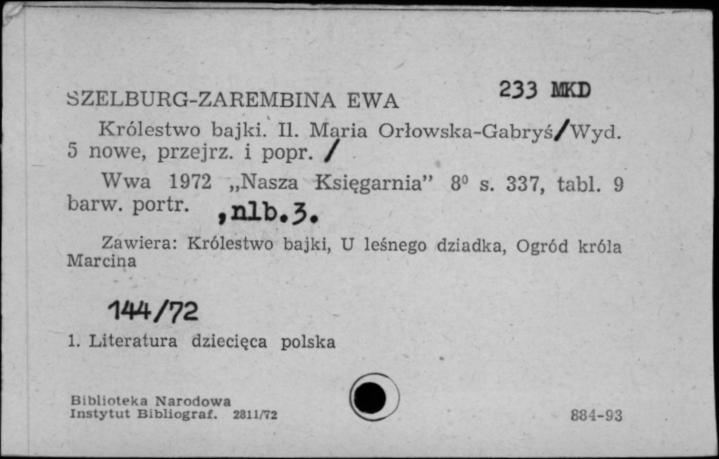 233 MKD
SZELBURG-ZAREMBINA EWA
Królestwo bajki. Il. Maria Orłowska-Gabryś/Wyd.
5 nowe, przejrz. i popr. /
Wwa 1972 „Nasza Księgarnia” 8⁰ s. 337, tabl. 9
barw. portr. , nlb.3.
Zawiera: Królestwo bajki, U leśnego dziadka, Ogród króla
Marcina
144/72
1. Literatura dziecięca polska
Biblioteka Narodowa
Instytut Bibliograf. 2811/72
884-93